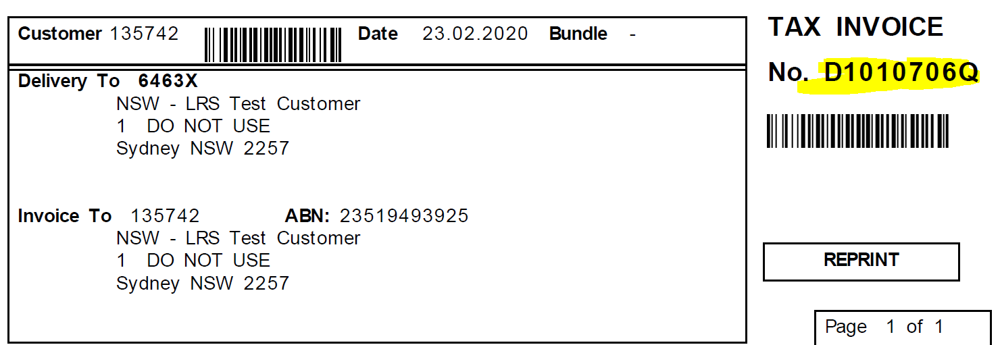 Customer 135742 Date 23.02.2020 Bundle -
TAX INVOICE
No. D1010706Q
Delivery To 6463X
NSW - LRS Test Customer
1 DO NOT USE
Sydney NSW 2257
Invoice To 135742 ABN: 23519493925
NSW - LRS Test Customer
1 DO NOT USE
Sydney NSW 2257
REPRINT
Page 1 of 1